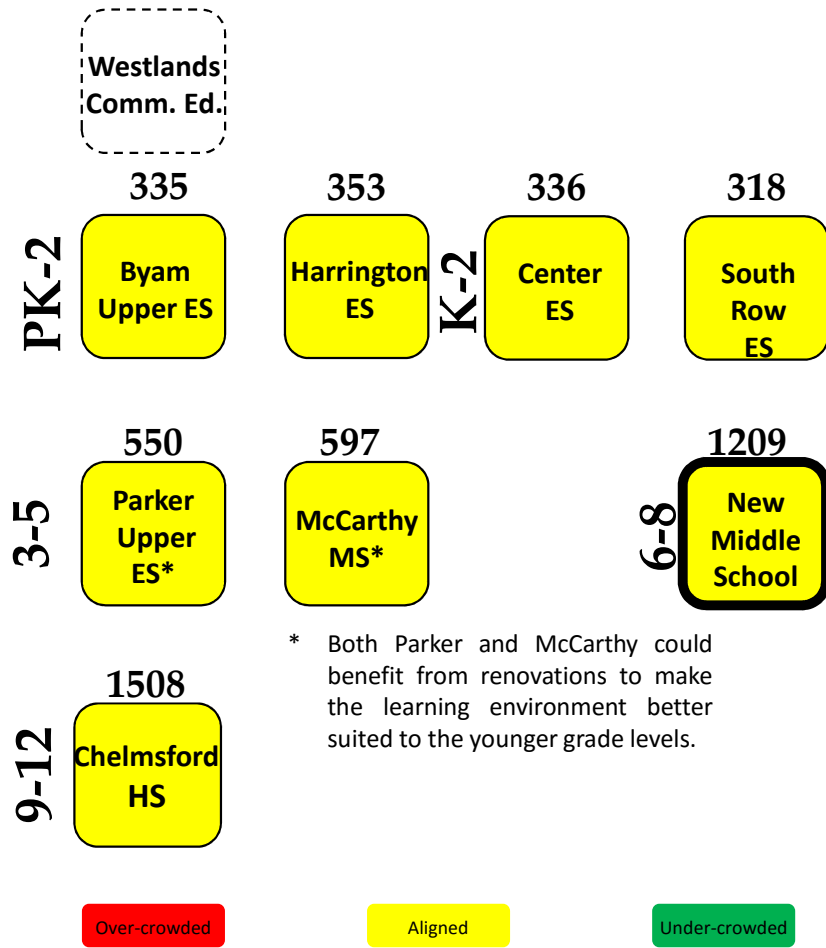 Westlands
Comm. Ed.
335
353
336
318
PK-2
Byam
Upper ES
Harrington
ES
K-2
Center
ES
South
Row
ES
550
597
1209
3-5
Parker
Upper
ES*
McCarthy
MS*
6-8
New
Middle
School
* Both Parker and McCarthy could
benefit from renovations to make
the learning environment better
suited to the younger grade levels.
1508
9-12
Chelmsford
HS
Over-crowded
Aligned
Under-crowded